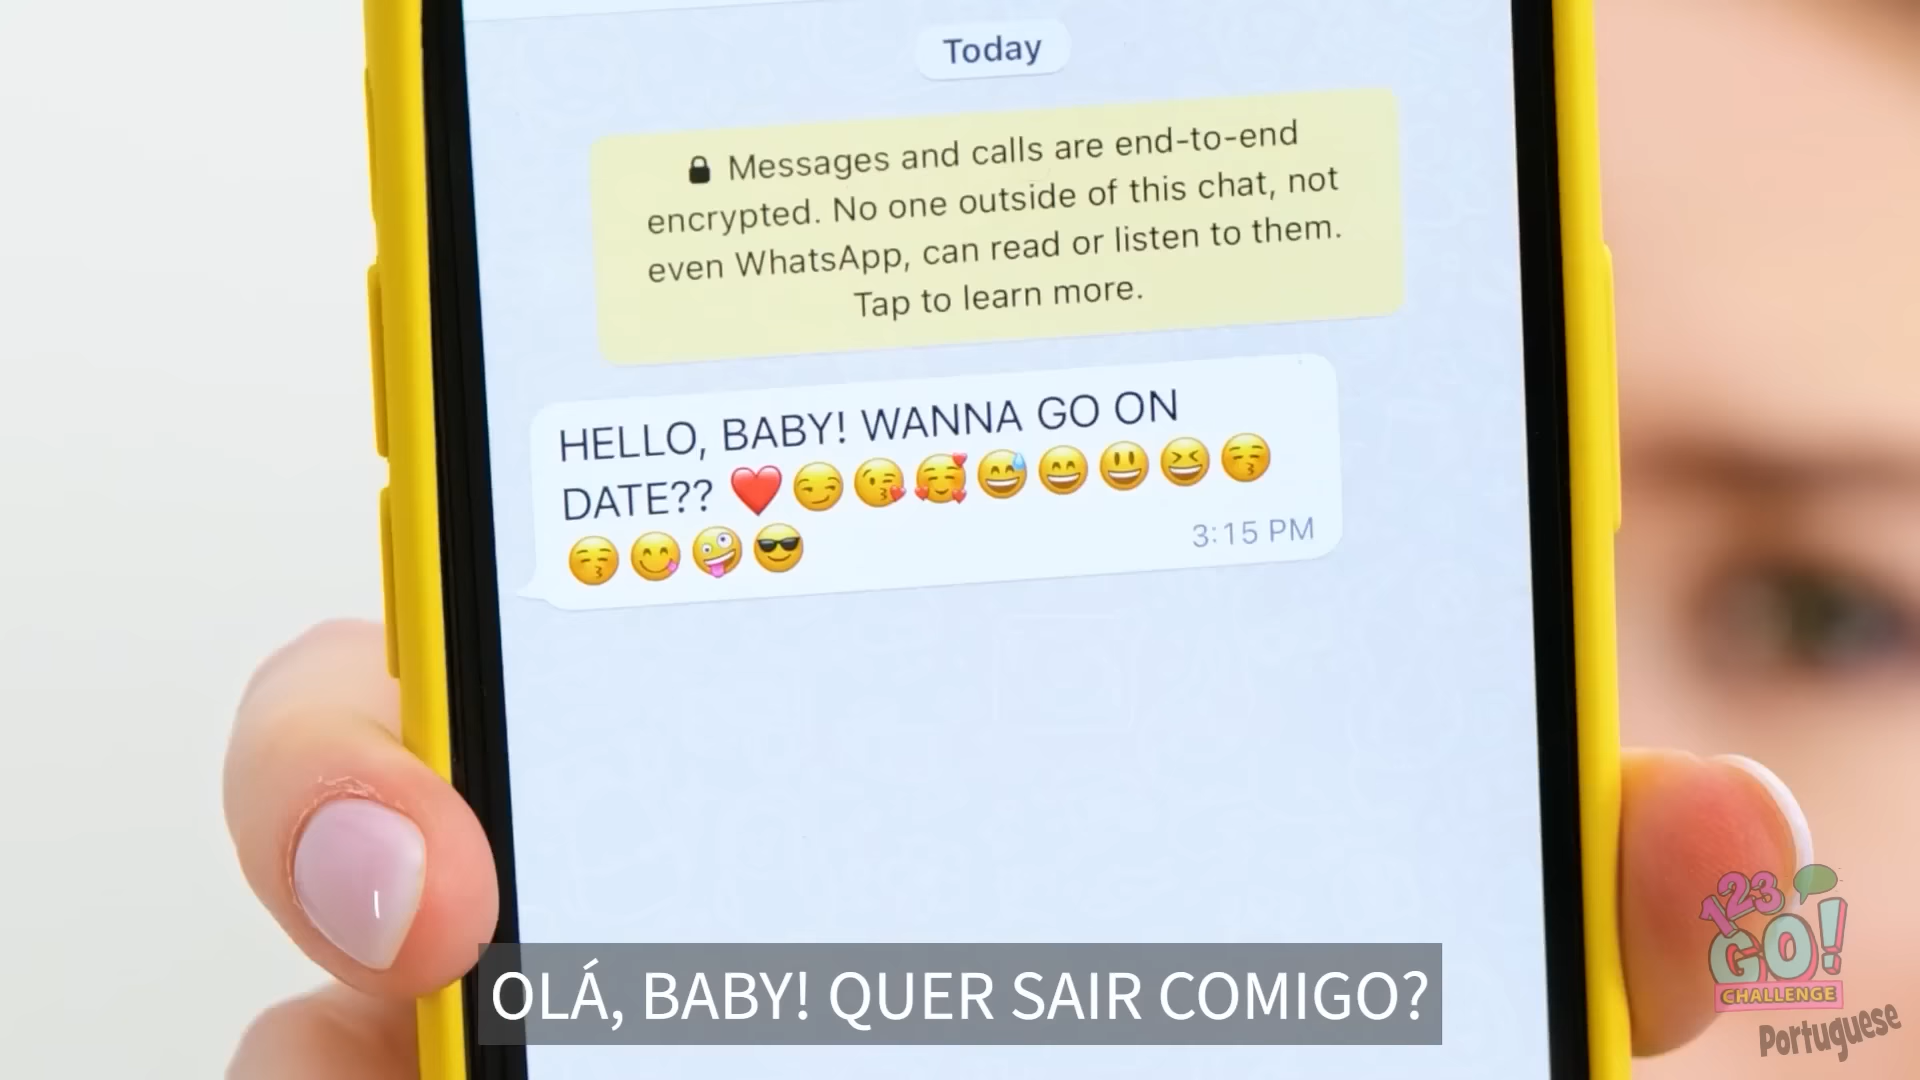 Today
🔒 Messages and calls are end-to-end
encrypted. No one outside of this chat, not
even WhatsApp, can read or listen to them.
Tap to learn more.
HELLO, BABY! WANNA GO ON
DATE?? ❤️😏😘🥰😅😄😃😆😚
😚😋🤪😎
3:15 PM
OLÁ, BABY! QUER SAIR COMIGO?
123
GO!
CHALLENGE
Portuguese